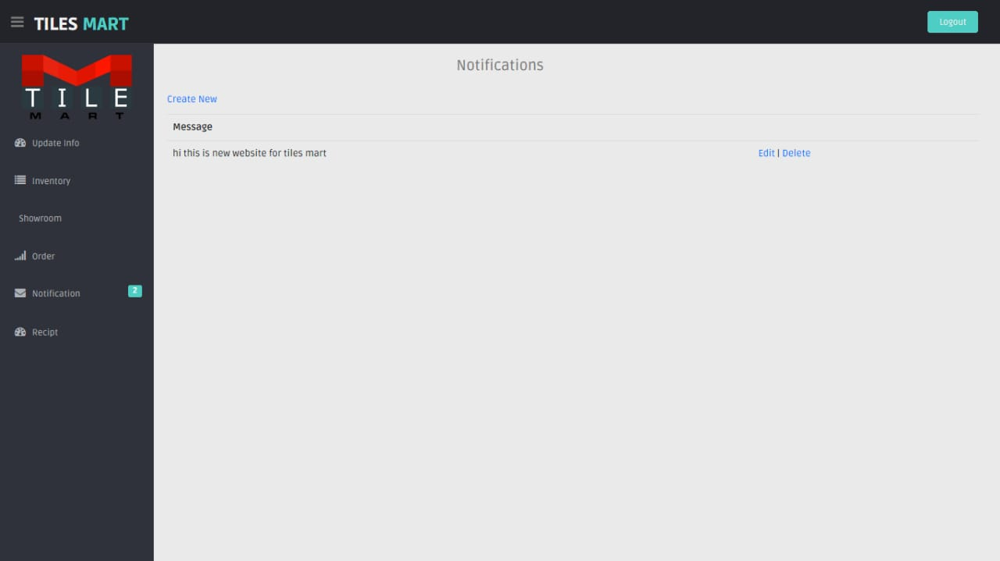 TILES MART
Logout
TILE
MART
Notifications
Create New
Message
hi this is new website for tiles mart
Edit | Delete
Update Info
Inventory
Showroom
Order
Notification 2
Recipt